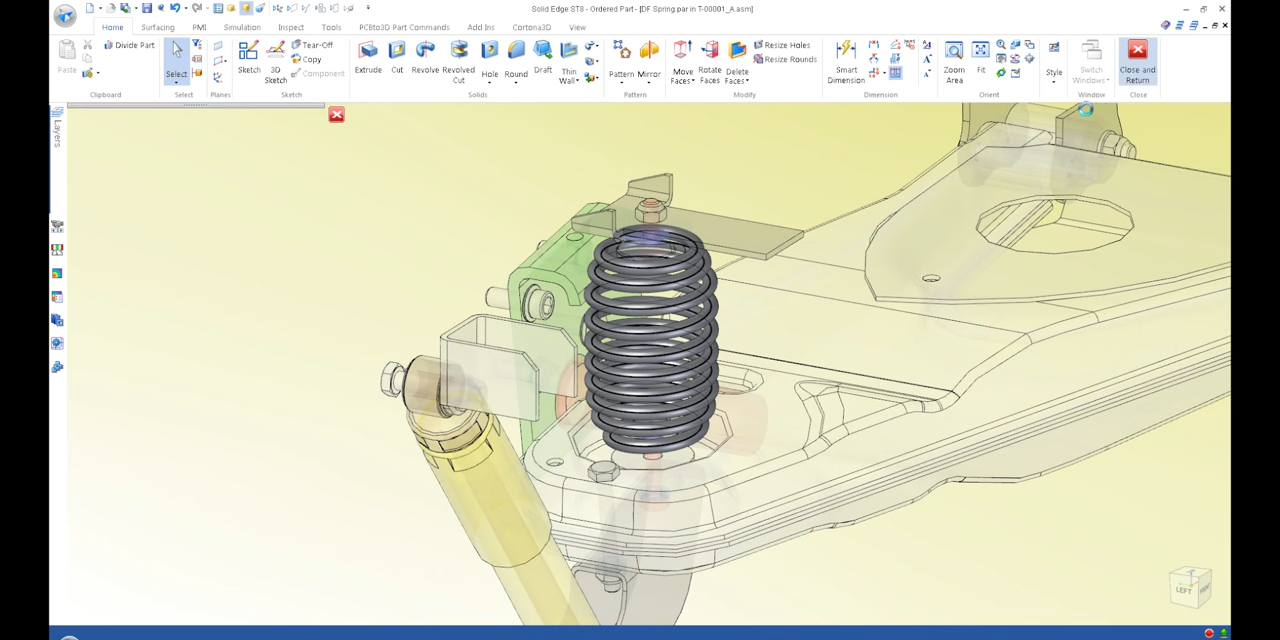 Solid Edge ST8 - Ordered Part - [DF Spring.par in T-00001_A.asm]
Home Surfacing PMI Simulation Inspect Tools PC8to3D Part Commands Add Ins Cortona3D View
Paste
Clipboard
Divide Part
Select
Select
Planes
Sketch
3D Sketch
Tear-Off
Copy
Component
Sketch
Extrude
Cut
Revolve
Revolved Cut
Hole
Round
Draft
Thin Wall
Solids
Pattern
Mirror
Pattern
Move Faces
Rotate Faces
Delete Faces
Resize Holes
Resize Rounds
Modify
Smart Dimension
Dimension
Zoom Area
Fit
Orient
Style
Switch Windows
Window
Close and Return
Close
Layers
LEFT